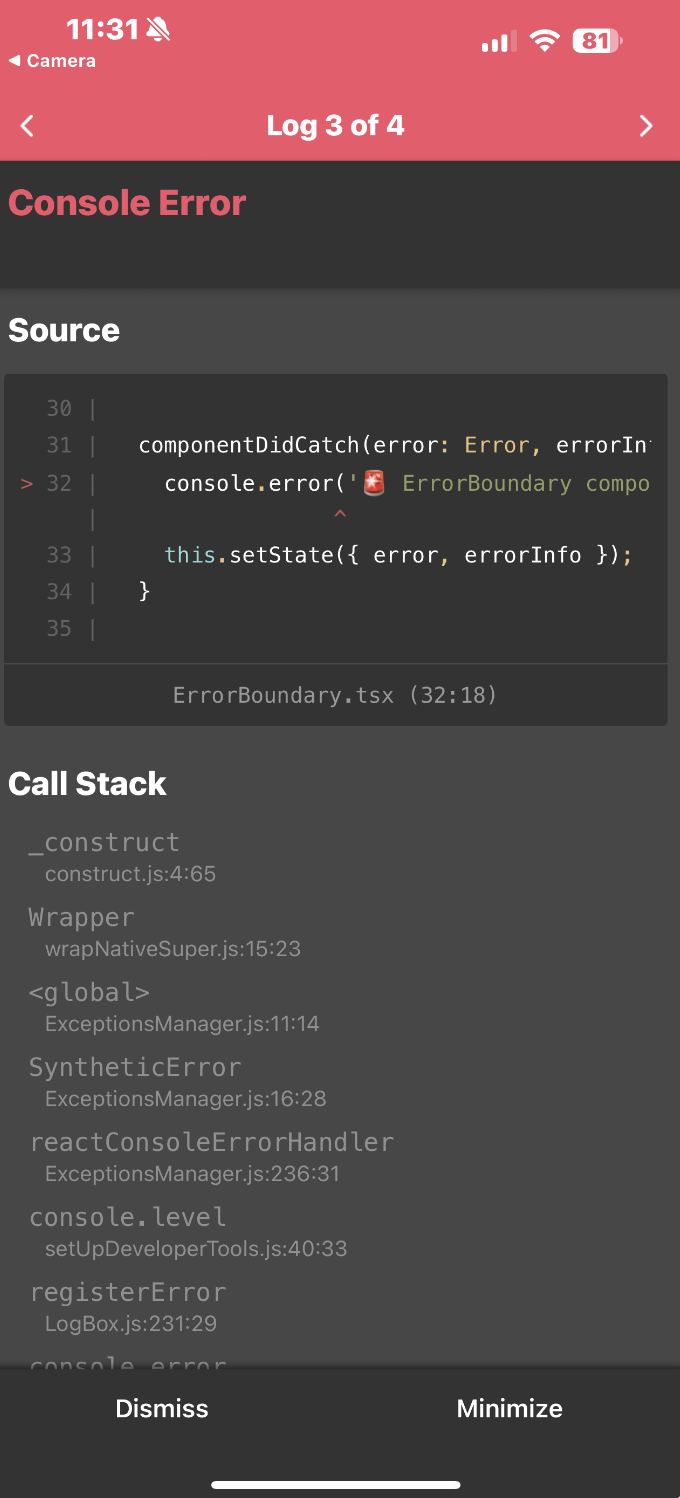 11:31
81
◀ Camera
Log 3 of 4
Console Error
Source
30 |
31 | componentDidCatch(error: Error, errorIn
> 32 | console.error('🚨 ErrorBoundary compo
| ^
33 | this.setState({ error, errorInfo });
34 | }
35 |
ErrorBoundary.tsx (32:18)
Call Stack
_construct
construct.js:4:65
Wrapper
wrapNativeSuper.js:15:23
<global>
ExceptionsManager.js:11:14
SyntheticError
ExceptionsManager.js:16:28
reactConsoleErrorHandler
ExceptionsManager.js:236:31
console.level
setUpDeveloperTools.js:40:33
registerError
LogBox.js:231:29
console.error
Dismiss
Minimize